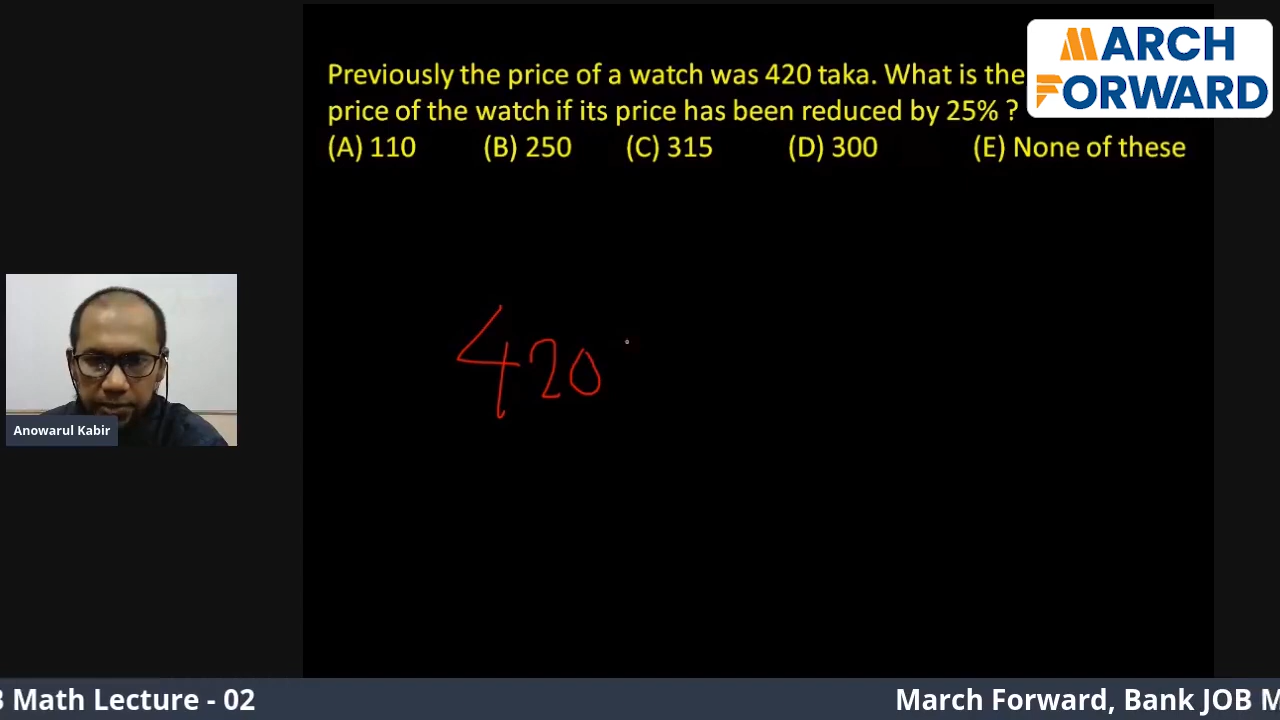 Previously the price of a watch was 420 taka. What is the
price of the watch if its price has been reduced by 25% ?
(A) 110 (B) 250 (C) 315 (D) 300 (E) None of these
MARCH
FORWARD
420
Anowarul Kabir
Math Lecture - 02
March Forward, Bank JOB